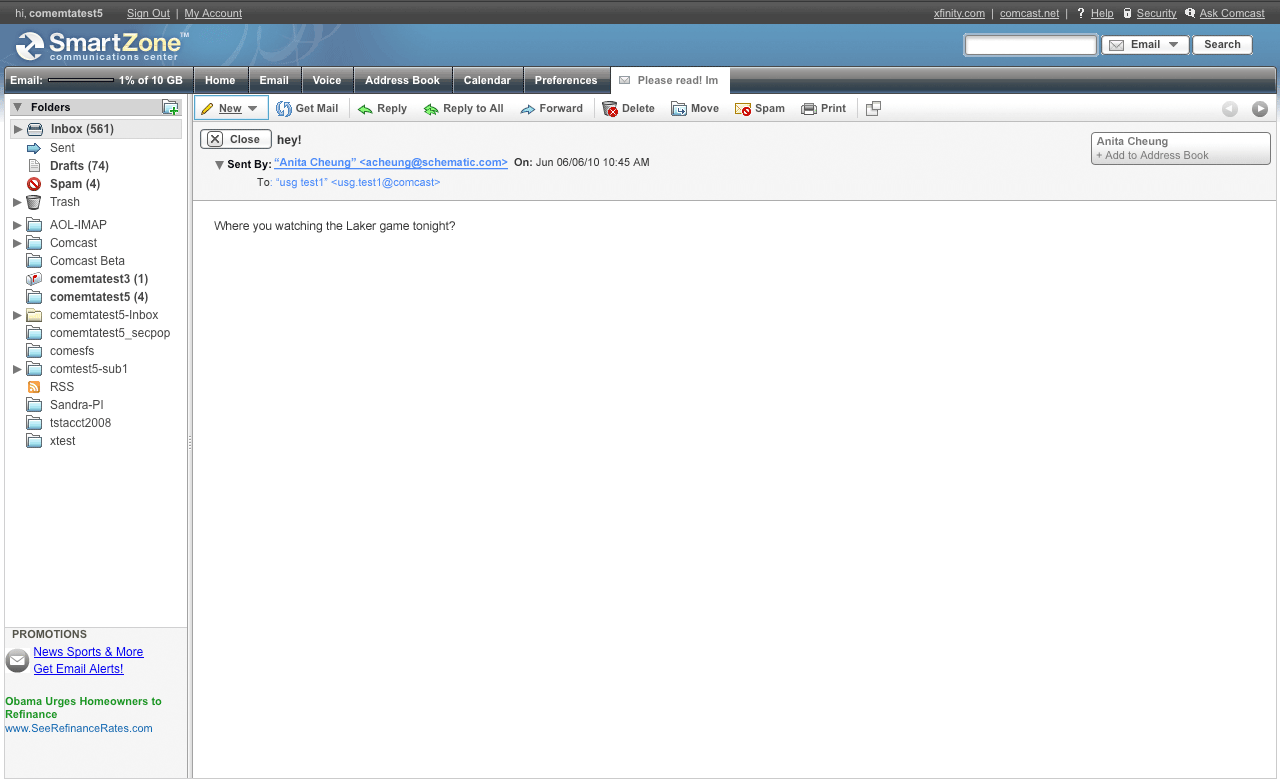 hi, comemtatest5 Sign Out | My Account xfinity.com | comcast.net | ? Help Security Ask Comcast
SmartZone™
communications center
Email Search
Email: 1% of 10 GB Home Email Voice Address Book Calendar Preferences Please read! Im
Folders
New Get Mail Reply Reply to All Forward Delete Move Spam Print
Inbox (561)
Sent
Drafts (74)
Spam (4)
Trash
AOL-IMAP
Comcast
Comcast Beta
comemtatest3 (1)
comemtatest5 (4)
comemtatest5-Inbox
comemtatest5_secpop
comesfs
comtest5-sub1
RSS
Sandra-PI
tstacct2008
xtest
Close hey!
Sent By: “Anita Cheung” <acheung@schematic.com> On: Jun 06/06/10 10:45 AM
To: “usg test1” <usg.test1@comcast>
Anita Cheung
+ Add to Address Book
Where you watching the Laker game tonight?
PROMOTIONS
News Sports & More
Get Email Alerts!
Obama Urges Homeowners to
Refinance
www.SeeRefinanceRates.com